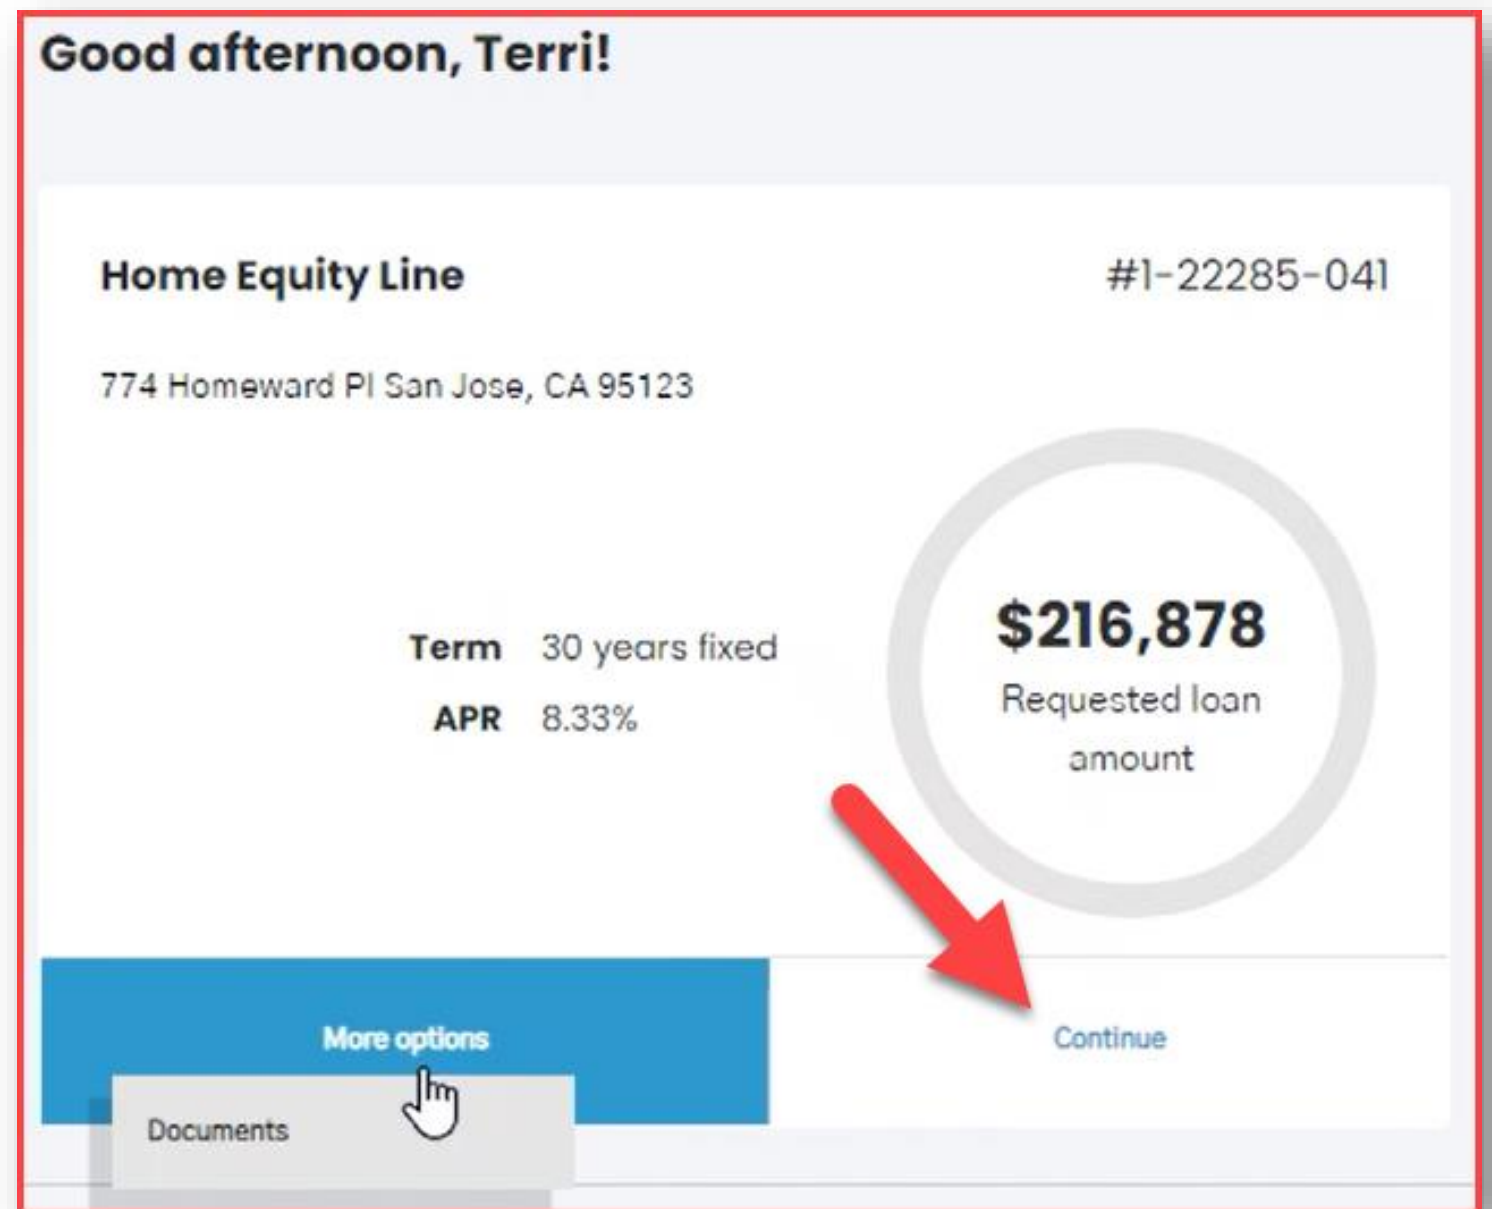 Good afternoon, Terri!
Home Equity Line
#1-22285-041
774 Homeward Pl San Jose, CA 95123
Term 30 years fixed
APR 8.33%
$216,878
Requested loan
amount
More options
Continue
Documents